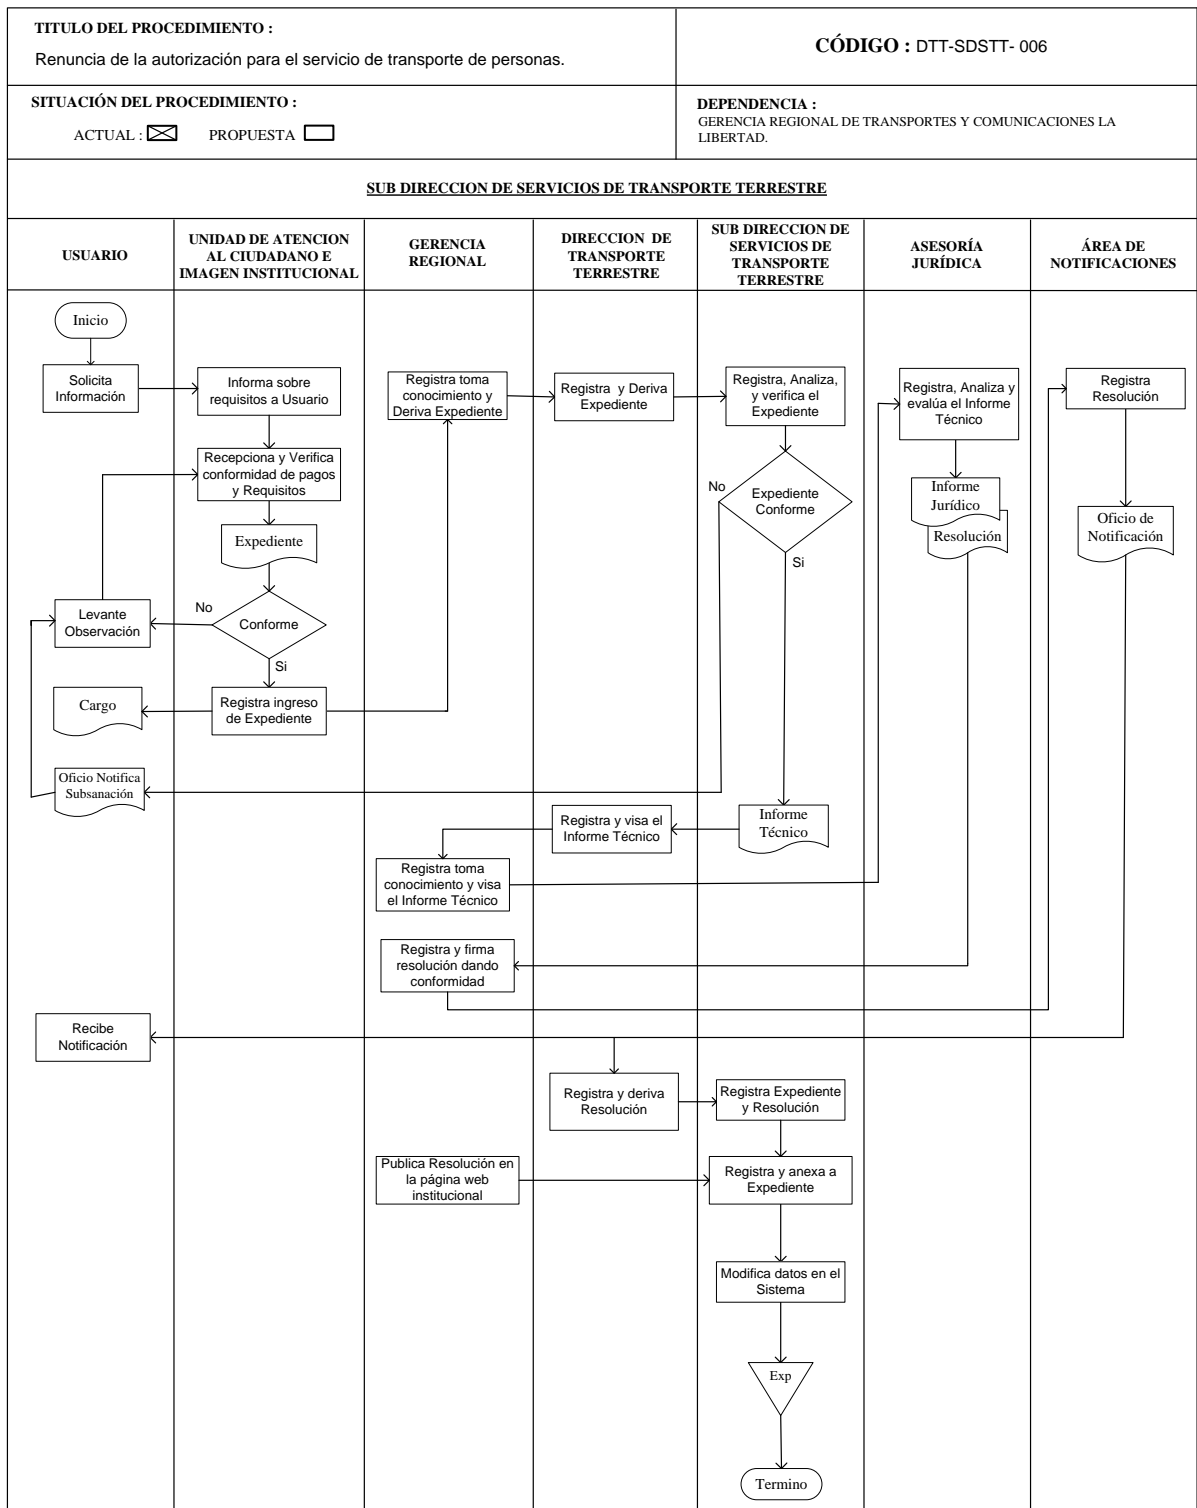 TITULO DEL PROCEDIMIENTO :
Renuncia de la autorización para el servicio de transporte de personas.
CÓDIGO : DTT-SDSTT- 006
SITUACIÓN DEL PROCEDIMIENTO :
ACTUAL : PROPUESTA
DEPENDENCIA :
GERENCIA REGIONAL DE TRANSPORTES Y COMUNICACIONES LA
LIBERTAD.
SUB DIRECCION DE SERVICIOS DE TRANSPORTE TERRESTRE
USUARIO
UNIDAD DE ATENCION
AL CIUDADANO E
IMAGEN INSTITUCIONAL
GERENCIA
REGIONAL
DIRECCION DE
TRANSPORTE
TERRESTRE
SUB DIRECCION DE
SERVICIOS DE
TRANSPORTE
TERRESTRE
ASESORÍA
JURÍDICA
ÁREA DE
NOTIFICACIONES
Inicio
Solicita
Información
Informa sobre
requisitos a Usuario
Registra toma
conocimiento y
Deriva Expediente
Registra y Deriva
Expediente
Registra, Analiza,
y verifica el
Expediente
Registra, Analiza y
evalúa el Informe
Técnico
Registra
Resolución
Recepciona y Verifica
conformidad de pagos
y Requisitos
No
Expediente
Conforme
Si
Informe
Jurídico
Resolución
Oficio de
Notificación
Expediente
Levante
Observación
No
Conforme
Si
Cargo
Registra ingreso
de Expediente
Oficio Notifica
Subsanación
Registra y visa el
Informe Técnico
Informe
Técnico
Registra toma
conocimiento y visa
el Informe Técnico
Registra y firma
resolución dando
conformidad
Recibe
Notificación
Registra y deriva
Resolución
Registra Expediente
y Resolución
Publica Resolución en
la página web
institucional
Registra y anexa a
Expediente
Modifica datos en el
Sistema
Exp
Termino